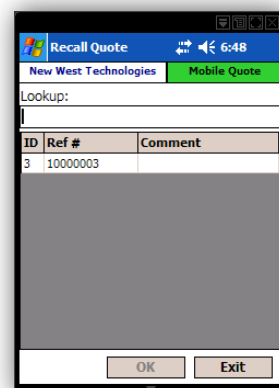 Recall Quote 6:48
New West Technologies Mobile Quote
Lookup:
ID Ref # Comment
3 10000003
OK Exit